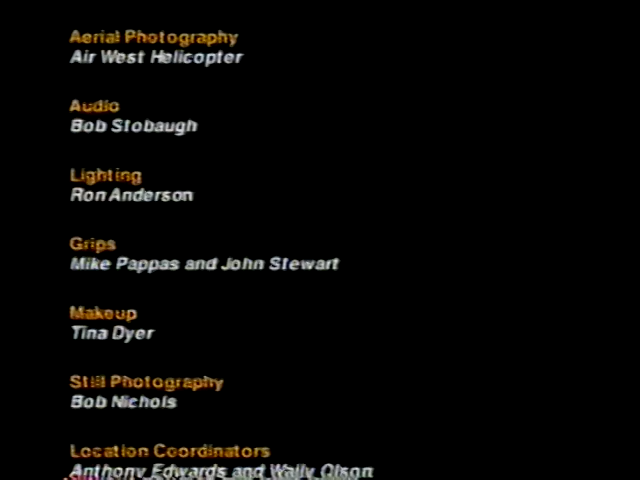 Aerial Photography
Air West Helicopter
Audio
Bob Stobaugh
Lighting
Ron Anderson
Grips
Mike Pappas and John Stewart
Makeup
Tina Dyer
Still Photography
Bob Nichols
Location Coordinators
Anthony Edwards and Wally Olson